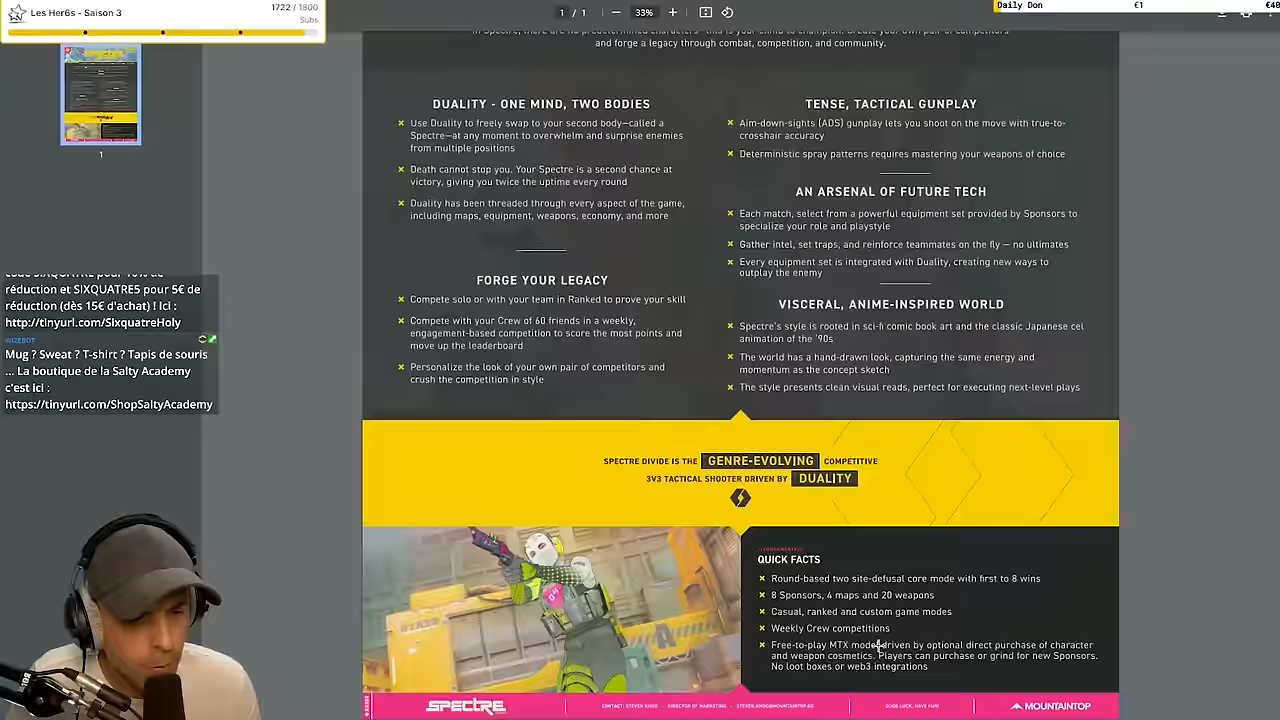 Les Her6s - Saison 3
1722 / 1800
Subs
1 / 1
33%
Daily Don
€1
€40
and forge a legacy through combat, competition, and community.
1
DUALITY - ONE MIND, TWO BODIES
Use Duality to freely swap to your second body—called a
Spectre—at any moment to overwhelm and surprise enemies
from multiple positions
Death cannot stop you. Your Spectre is a second chance at
victory, giving you twice the uptime every round
Duality has been threaded through every aspect of the game,
including maps, equipment, weapons, economy, and more
FORGE YOUR LEGACY
Compete solo or with your team in Ranked to prove your skill
Compete with your Crew of 60 friends in a weekly,
engagement-based competition to score the most points and
move up the leaderboard
Personalize the look of your own pair of competitors and
crush the competition in style
TENSE, TACTICAL GUNPLAY
Aim-down-sights (ADS) gunplay lets you shoot on the move with true-to-
crosshair accuracy
Deterministic spray patterns requires mastering your weapons of choice
AN ARSENAL OF FUTURE TECH
Each match, select from a powerful equipment set provided by Sponsors to
specialize your role and playstyle
Gather intel, set traps, and reinforce teammates on the fly — no ultimates
Every equipment set is integrated with Duality, creating new ways to
outplay the enemy
VISCERAL, ANIME-INSPIRED WORLD
Spectre's style is rooted in sci-fi comic book art and the classic Japanese cel
animation of the '90s
The world has a hand-drawn look, capturing the same energy and
momentum as the concept sketch
The style presents clean visual reads, perfect for executing next-level plays
réduction et SIXQUATRE5 pour 5€ de
réduction (dès 15€ d'achat) ! Ici :
http://tinyurl.com/SixquatreHoly
WIZEBOT
Mug ? Sweat ? T-shirt ? Tapis de souris
... La boutique de la Salty Academy
c'est ici :
https://tinyurl.com/ShopSaltyAcademy
SPECTRE DIVIDE IS THE GENRE-EVOLVING COMPETITIVE
3V3 TACTICAL SHOOTER DRIVEN BY DUALITY
QUICK FACTS
Round-based two site-defusal core mode with first to 8 wins
8 Sponsors, 4 maps and 20 weapons
Casual, ranked and custom game modes
Weekly Crew competitions
Free-to-play MTX model driven by optional direct purchase of character
and weapon cosmetics. Players can purchase or grind for new Sponsors.
No loot boxes or web3 integrations
SPECTRE
CONTACT: STEVEN KHOO - DIRECTOR OF MARKETING - STEVEN.KHOO@MOUNTAINTOP.GG
GOOD LUCK, HAVE FUN!
MOUNTAINTOP